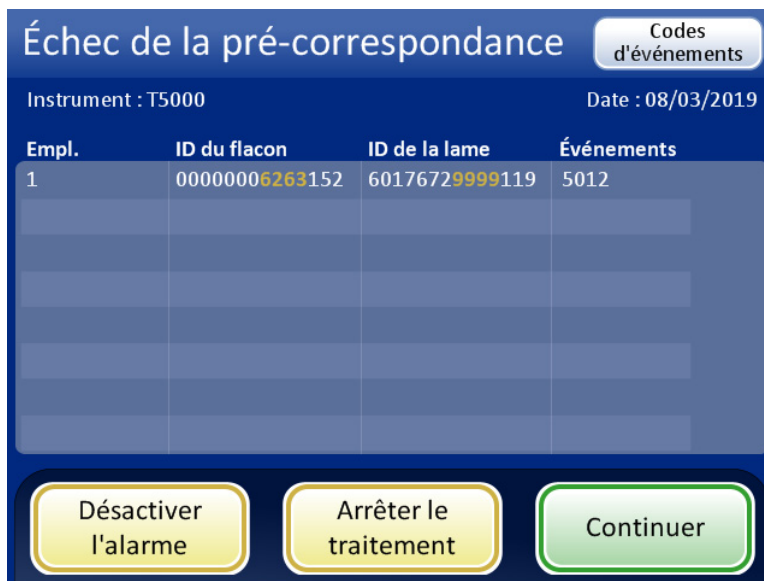 Échec de la pré-correspondance
Codes
d'événements
Instrument : T5000
Date : 08/03/2019
Empl. ID du flacon ID de la lame Événements
1 00000006263152 60176729999119 5012
Désactiver
l'alarme
Arrêter le
traitement
Continuer